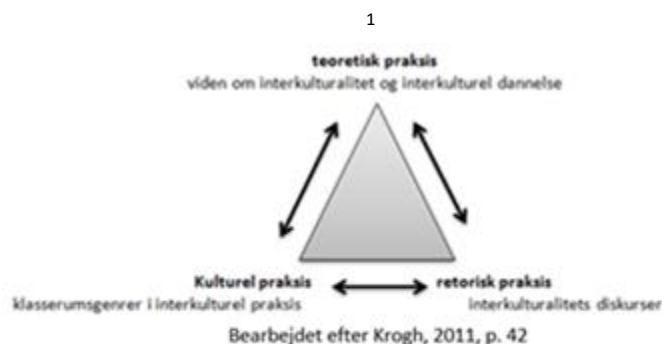 1
teoretisk praksis
viden om interkulturalitet og interkulturel dannelse
Kulturel praksis
retorisk praksis
klasserumsgenrer i interkulturel praksis
interkulturalitets diskurser
Bearbejdet efter Krogh, 2011, p. 42